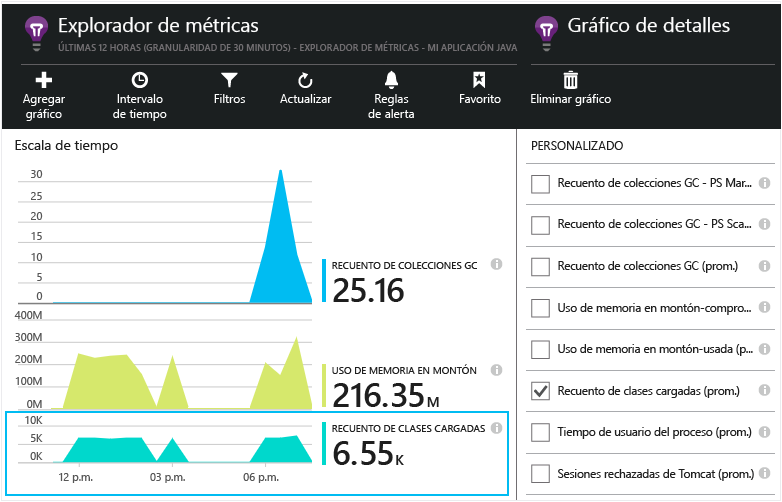 Explorador de métricas
ÚLTIMAS 12 HORAS (GRANULARIDAD DE 30 MINUTOS) - EXPLORADOR DE MÉTRICAS - MI APLICACIÓN JAVA
Agregar
gráfico
Intervalo
de tiempo
Filtros
Actualizar
Reglas
de alerta
Favorito
Gráfico de detalles
Eliminar gráfico
Escala de tiempo
30
25
20
15
10
5
0
RECUENTO DE COLECCIONES GC
25.16
400M
300M
200M
100M
0M
USO DE MEMORIA EN MONTÓN
216.35 M
10K
5K
0K
RECUENTO DE CLASES CARGADAS
6.55 K
12 p.m.
03 p.m.
06 p.m.
PERSONALIZADO
Recuento de colecciones GC - PS Mar...
Recuento de colecciones GC - PS Sca...
Recuento de colecciones GC (prom.)
Uso de memoria en montón-compro...
Uso de memoria en montón-usada (p...
Recuento de clases cargadas (prom.)
Tiempo de usuario del proceso (prom.)
Sesiones rechazadas de Tomcat (prom.)